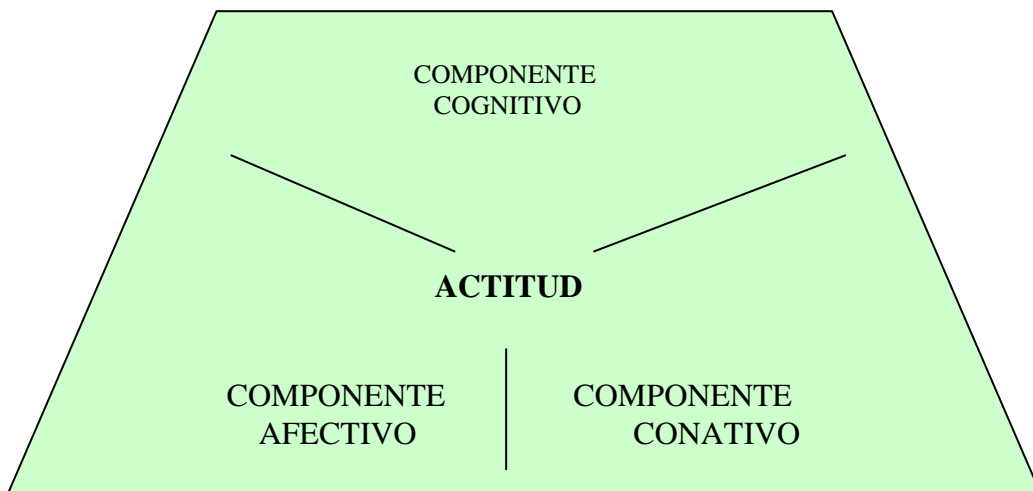 COMPONENTE
COGNITIVO
ACTITUD
COMPONENTE
AFECTIVO
COMPONENTE
CONATIVO